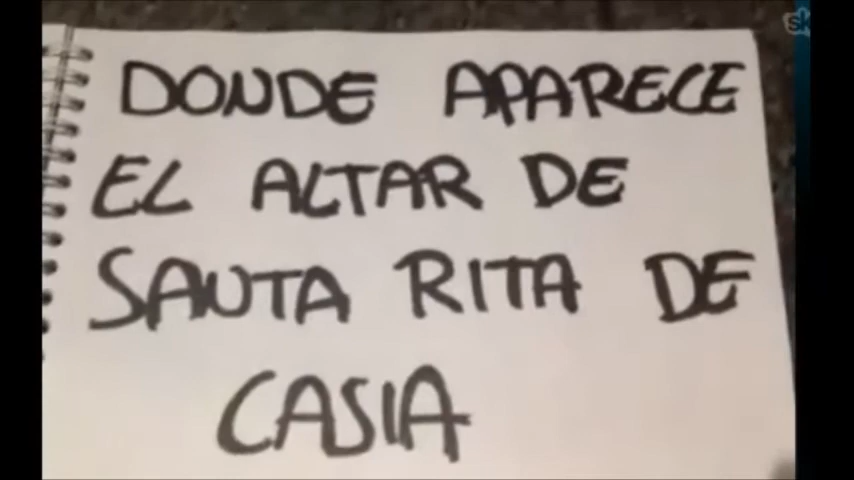 DONDE APARECE
EL ALTAR DE
SANTA RITA DE
CASIA